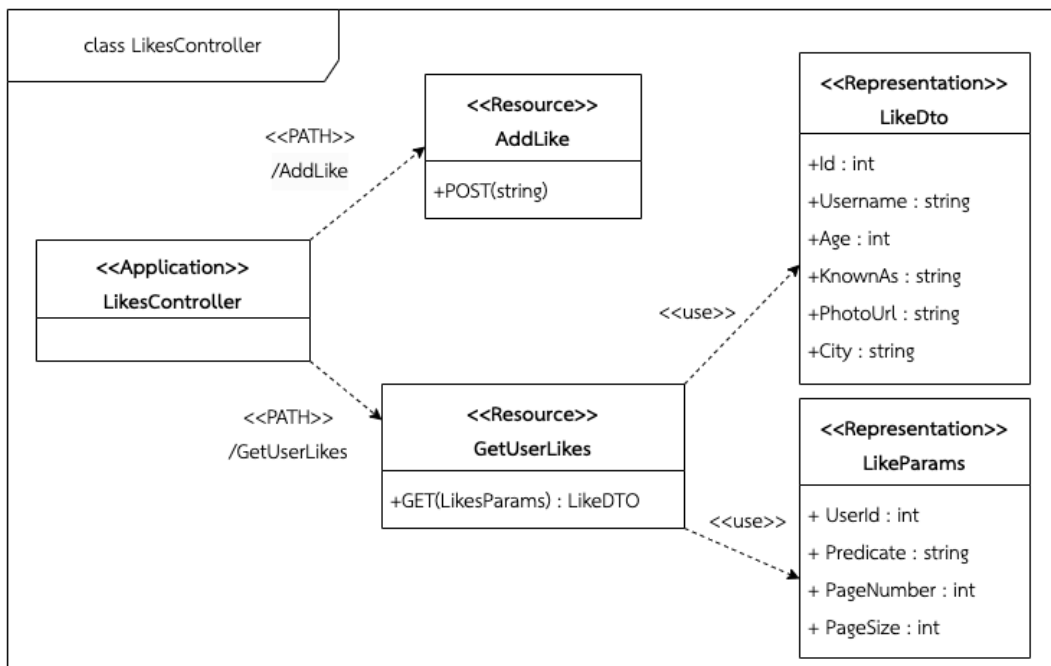 class LikesController
<<PATH>>
/AddLike
<<Resource>>
AddLike
+POST(string)
<<Application>>
LikesController
<<PATH>>
/GetUserLikes
<<Resource>>
GetUserLikes
+GET(LikesParams) : LikeDTO
<<use>>
<<Representation>>
LikeDto
+Id : int
+Username : string
+Age : int
+KnownAs : string
+PhotoUrl : string
+City : string
<<use>>
<<Representation>>
LikeParams
+ UserId : int
+ Predicate : string
+ PageNumber : int
+ PageSize : int